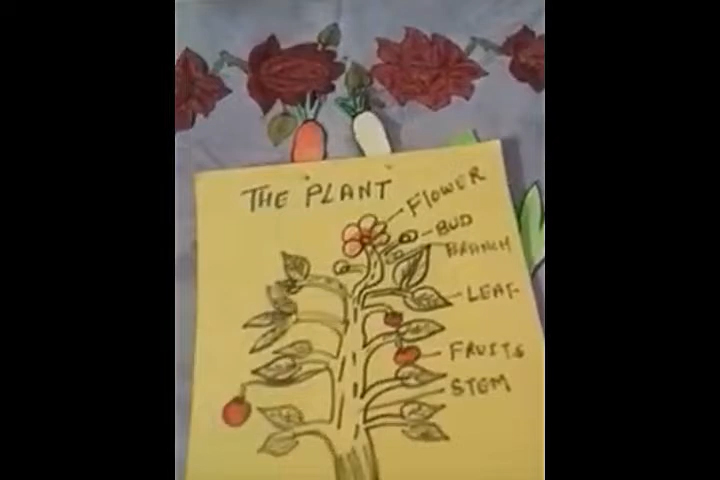 THE PLANT
FLOWER
BUD
BRANCH
LEAF
FRUITS
STEM